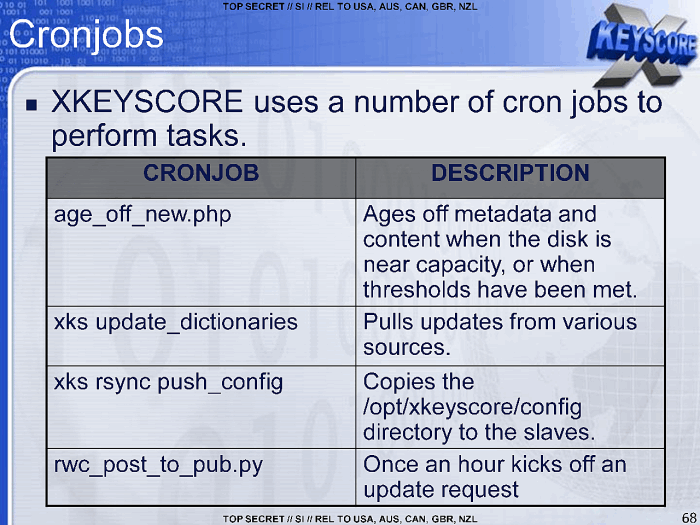 TOP SECRET // SI // REL TO USA, AUS, CAN, GBR, NZL
Cronjobs
XKEYSCORE
■ XKEYSCORE uses a number of cron jobs to
perform tasks.
CRONJOB DESCRIPTION
age_off_new.php Ages off metadata and
content when the disk is
near capacity, or when
thresholds have been met.
xks update_dictionaries Pulls updates from various
sources.
xks rsync push_config Copies the
/opt/xkeyscore/config
directory to the slaves.
rwc_post_to_pub.py Once an hour kicks off an
update request
TOP SECRET // SI // REL TO USA, AUS, CAN, GBR, NZL
68